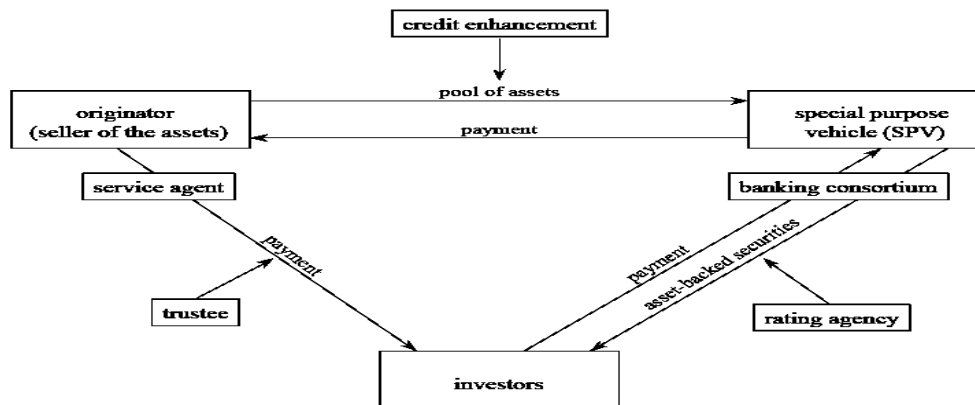 credit enhancement
pool of assets
originator
(seller of the assets)
special purpose
vehicle (SPV)
payment
service agent
banking consortium
payment
payment
asset-backed securities
trustee
rating agency
investors